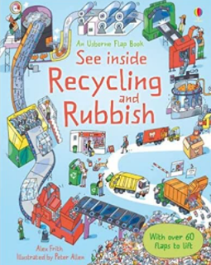 An Usborne Flap Book
See inside
Recycling
and
Rubbish
With over 60
flaps to lift
Alex Frith
Illustrated by Peter Allen